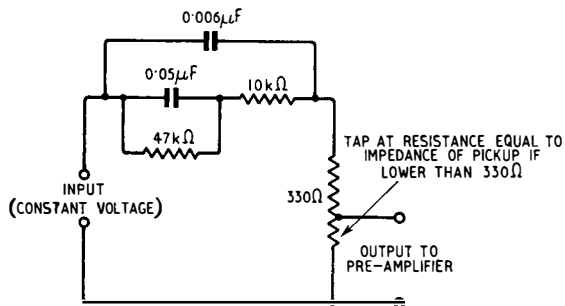 0·006µF
0·05µF
10kΩ
47kΩ
TAP AT RESISTANCE EQUAL TO
IMPEDANCE OF PICKUP IF
LOWER THAN 330Ω
330Ω
INPUT
(CONSTANT VOLTAGE)
OUTPUT TO
PRE-AMPLIFIER